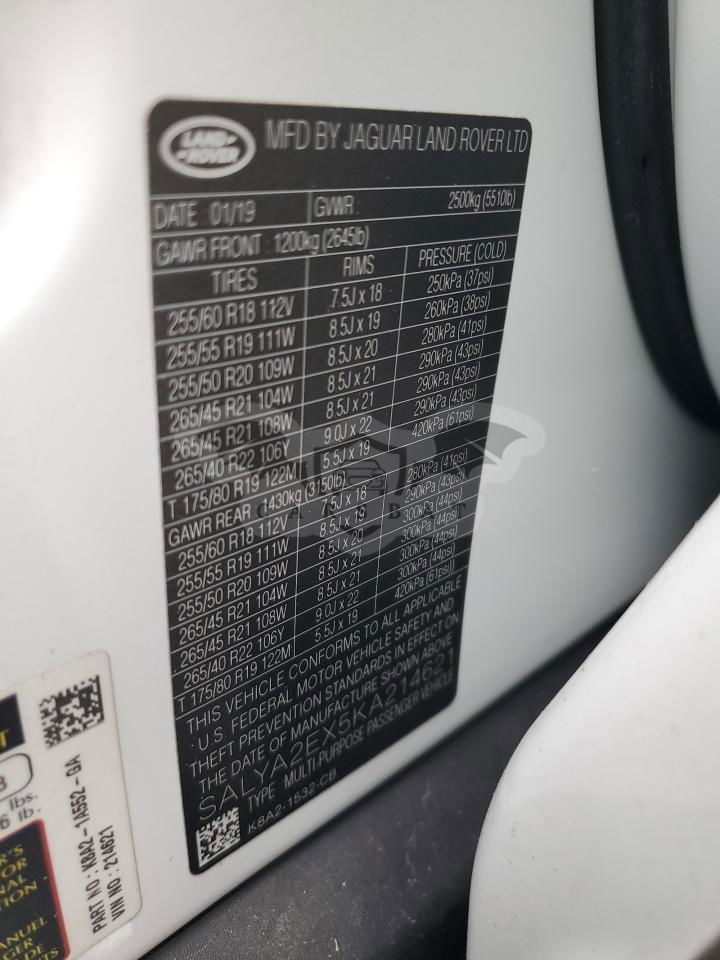 LAND-
-ROVER
MFD BY JAGUAR LAND ROVER LTD
DATE : 01/19 GVWR : 2500kg (5510lb)
GAWR FRONT : 1200kg (2645lb)
TIRES RIMS PRESSURE (COLD)
255/60 R18 112V 7.5J x 18 250kPa (37psi)
255/55 R19 111W 8.5J x 19 260kPa (38psi)
255/50 R20 109W 8.5J x 20 280kPa (41psi)
265/45 R21 104W 8.5J x 21 290kPa (43psi)
265/45 R21 108W 8.5J x 21 290kPa (43psi)
265/40 R22 106Y 9.0J x 22 290kPa (43psi)
T 175/80 R19 122M 5.5J x 19 420kPa (61psi)
GAWR REAR : 1430kg (3150lb)
255/60 R18 112V 7.5J x 18 280kPa (41psi)
255/55 R19 111W 8.5J x 19 290kPa (43psi)
255/50 R20 109W 8.5J x 20 300kPa (44psi)
265/45 R21 104W 8.5J x 21 300kPa (44psi)
265/45 R21 108W 8.5J x 21 300kPa (44psi)
265/40 R22 106Y 9.0J x 22 300kPa (44psi)
T 175/80 R19 122M 5.5J x 19 420kPa (61psi)
THIS VEHICLE CONFORMS TO ALL APPLICABLE
U.S. FEDERAL MOTOR VEHICLE SAFETY AND
THEFT PREVENTION STANDARDS IN EFFECT ON
THE DATE OF MANUFACTURE SHOWN ABOVE
SALYA2EX5KA214621
TYPE : MULTI-PURPOSE PASSENGER VEHICLE
K8A2-1532-CB
PART NO : K8A2-1A552-GA
VIN NO : 214621
lbs.
lb.